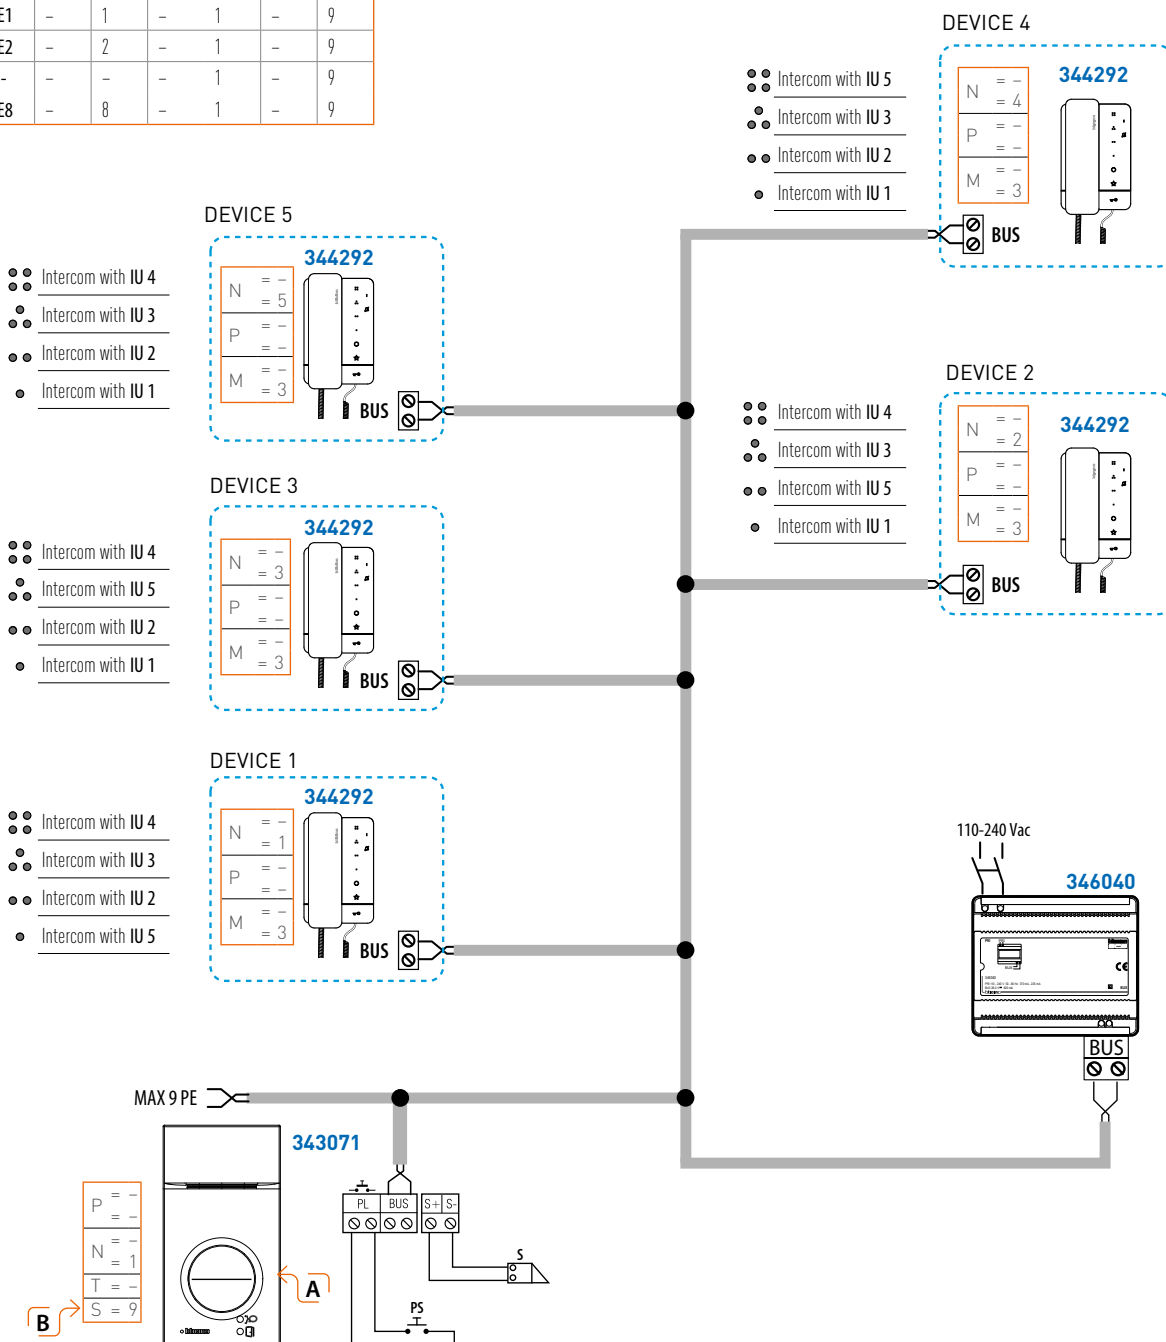 E1 – 1 – 1 – 9
E2 – 2 – 1 – 9
- – – – 1 – 9
E8 – 8 – 1 – 9
DEVICE 4
Intercom with IU 5
Intercom with IU 3
Intercom with IU 2
Intercom with IU 1
344292
N = –
= 4
P = –
= –
M = –
= 3
BUS
DEVICE 5
Intercom with IU 4
Intercom with IU 3
Intercom with IU 2
Intercom with IU 1
344292
N = –
= 5
P = –
= –
M = –
= 3
BUS
DEVICE 2
Intercom with IU 4
Intercom with IU 3
Intercom with IU 5
Intercom with IU 1
344292
N = –
= 2
P = –
= –
M = –
= 3
BUS
DEVICE 3
Intercom with IU 4
Intercom with IU 5
Intercom with IU 2
Intercom with IU 1
344292
N = –
= 3
P = –
= –
M = –
= 3
BUS
DEVICE 1
Intercom with IU 4
Intercom with IU 3
Intercom with IU 2
Intercom with IU 5
344292
N = –
= 1
P = –
= –
M = –
= 3
BUS
110-240 Vac
346040
CE
BUS
MAX 9 PE
343071
P = –
= –
N = –
= 1
T = –
S = 9
A
B
PL BUS S+ S-
S
PS